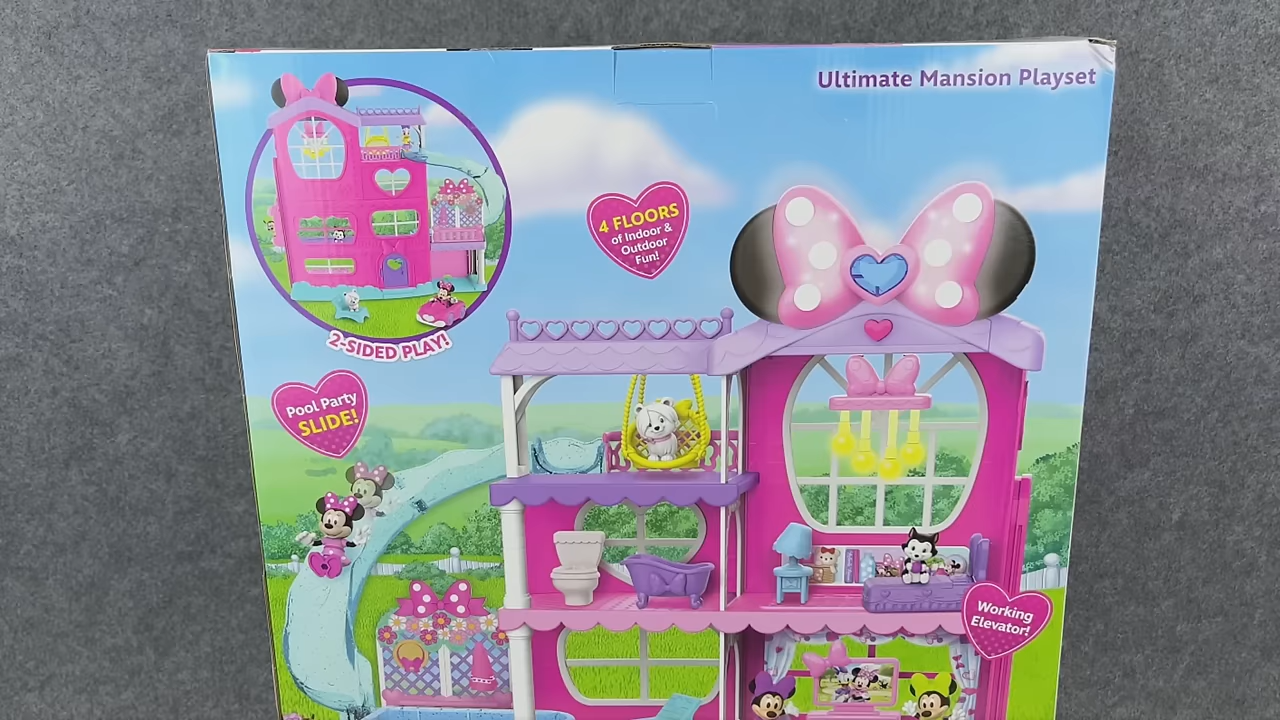 Ultimate Mansion Playset
4 FLOORS
of Indoor &
Outdoor
Fun!
2-SIDED PLAY!
Pool Party
SLIDE!
Working
Elevator!